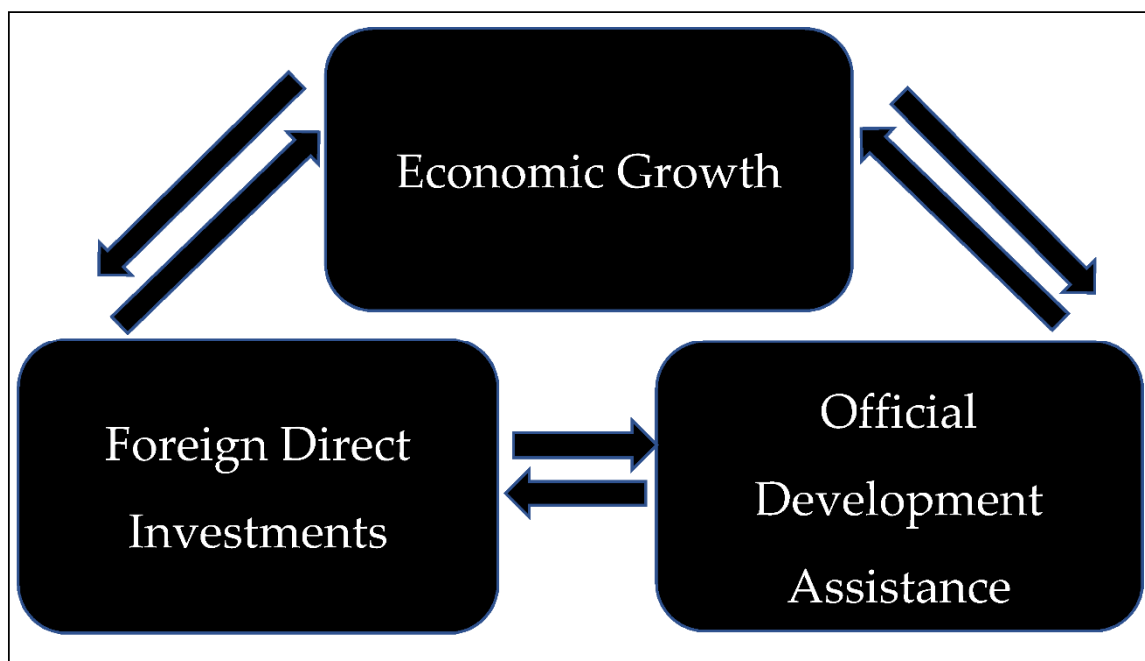 Economic Growth
Foreign Direct
Investments
Official
Development
Assistance